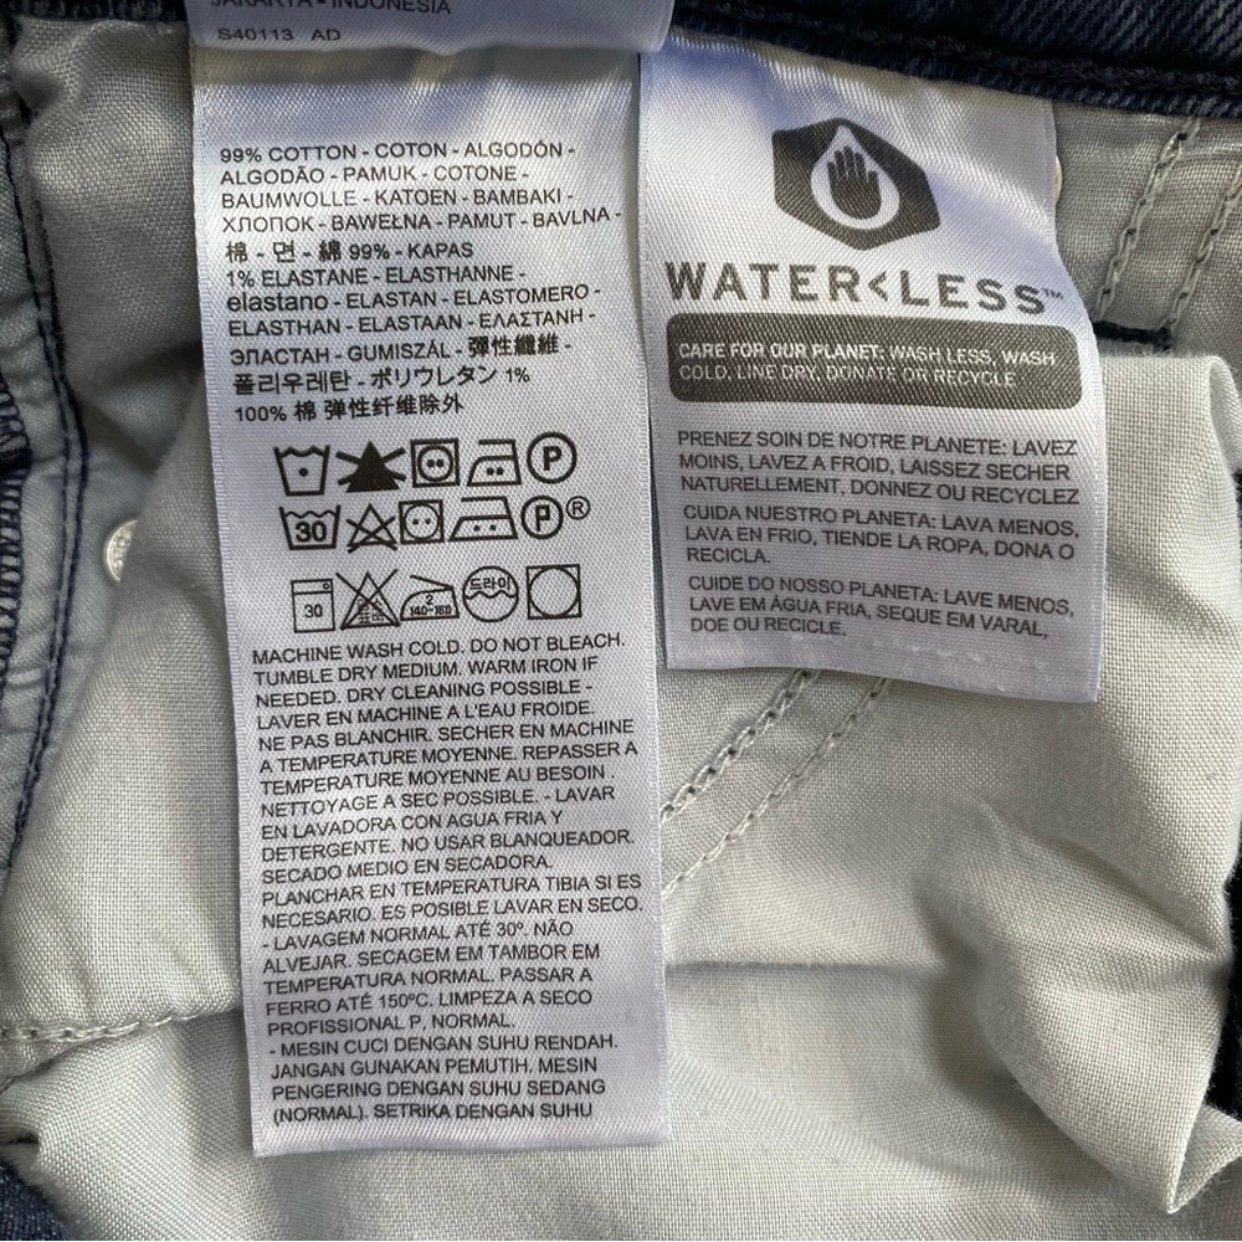 JAKARTA - INDONESIA
S40113 AD
99% COTTON - COTON - ALGODÓN -
ALGODÃO - PAMUK - COTONE -
BAUMWOLLE - KATOEN - BAMBAKI -
ХЛОПОК - BAWEŁNA - PAMUT - BAVLNA -
棉 - 면 - 綿 99% - KAPAS
1% ELASTANE - ELASTHANNE -
elastano - ELASTAN - ELASTOMERO -
ELASTHAN - ELASTAAN - ΕΛΑΣΤΑΝΗ -
ЭЛАСТАН - GUMISZÁL - 彈性纖維 -
폴리우레탄 - ポリウレタン 1%
100% 棉 弹性纤维除外
P
30 P ®
30 2 140-160 드라이
MACHINE WASH COLD. DO NOT BLEACH.
TUMBLE DRY MEDIUM. WARM IRON IF
NEEDED. DRY CLEANING POSSIBLE -
LAVER EN MACHINE A L'EAU FROIDE.
NE PAS BLANCHIR. SECHER EN MACHINE
A TEMPERATURE MOYENNE. REPASSER A
TEMPERATURE MOYENNE AU BESOIN .
NETTOYAGE A SEC POSSIBLE. - LAVAR
EN LAVADORA CON AGUA FRIA Y
DETERGENTE. NO USAR BLANQUEADOR.
SECADO MEDIO EN SECADORA.
PLANCHAR EN TEMPERATURA TIBIA SI ES
NECESARIO. ES POSIBLE LAVAR EN SECO.
- LAVAGEM NORMAL ATÉ 30º. NÃO
ALVEJAR. SECAGEM EM TAMBOR EM
TEMPERATURA NORMAL. PASSAR A
FERRO ATÉ 150ºC. LIMPEZA A SECO
PROFISSIONAL P, NORMAL.
- MESIN CUCI DENGAN SUHU RENDAH.
JANGAN GUNAKAN PEMUTIH. MESIN
PENGERING DENGAN SUHU SEDANG
(NORMAL). SETRIKA DENGAN SUHU
WATER<LESS™
CARE FOR OUR PLANET: WASH LESS, WASH
COLD, LINE DRY, DONATE OR RECYCLE
PRENEZ SOIN DE NOTRE PLANETE: LAVEZ
MOINS, LAVEZ A FROID, LAISSEZ SECHER
NATURELLEMENT, DONNEZ OU RECYCLEZ
CUIDA NUESTRO PLANETA: LAVA MENOS,
LAVA EN FRIO, TIENDE LA ROPA, DONA O
RECICLA.
CUIDE DO NOSSO PLANETA: LAVE MENOS,
LAVE EM ÁGUA FRIA, SEQUE EM VARAL,
DOE OU RECICLE.